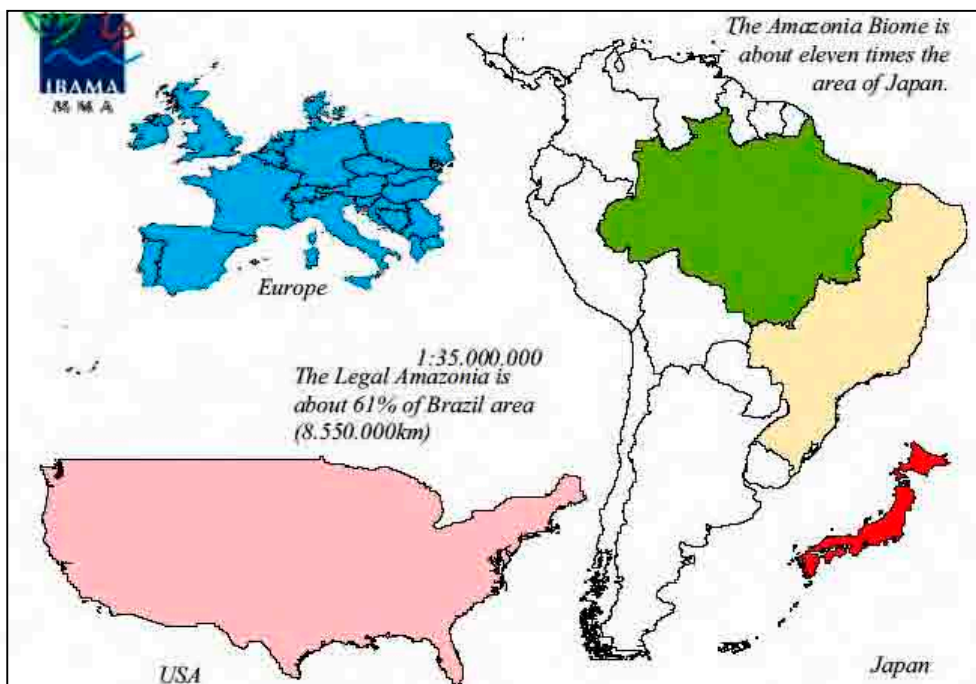 IBAMA
M M A
The Amazonia Biome is
about eleven times the
area of Japan.
Europe
1:35.000.000
The Legal Amazonia is
about 61% of Brazil area
(8.550.000km)
USA
Japan